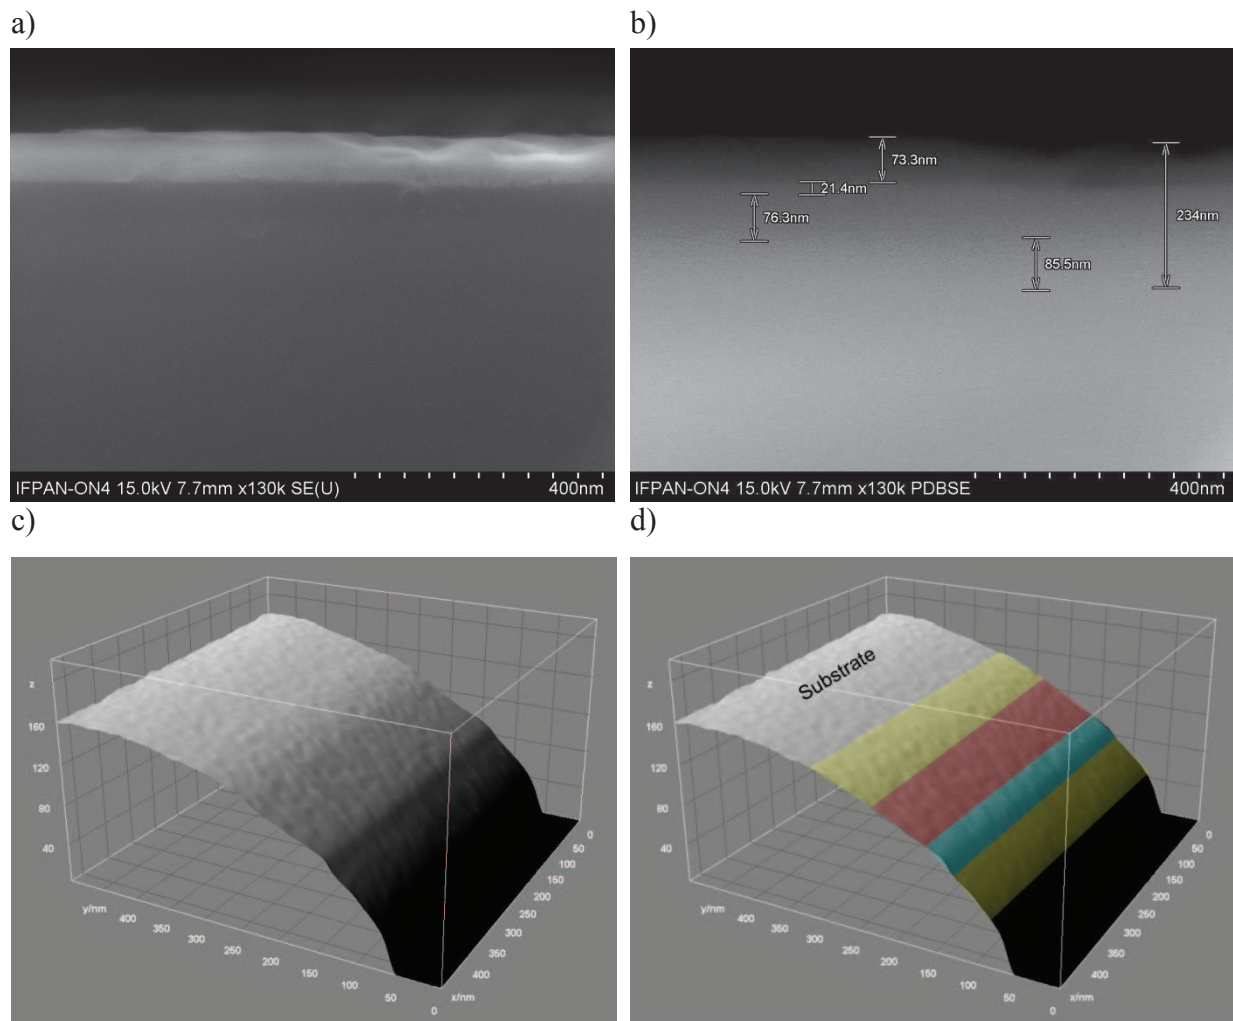 a)
b)
73.3nm
21.4nm
76.3nm
234nm
85.5nm
IFPAN-ON4 15.0kV 7.7mm x130k SE(U) 400nm
IFPAN-ON4 15.0kV 7.7mm x130k PDBSE 400nm
c)
d)
z
160
120
80
40
y/nm
400
350
300
250
200
150
100
50
0
x/nm
400
350
300
250
200
150
100
50
0
Substrate
z
160
120
80
40
y/nm
400
350
300
250
200
150
100
50
0
x/nm
400
350
300
250
200
150
100
50
0